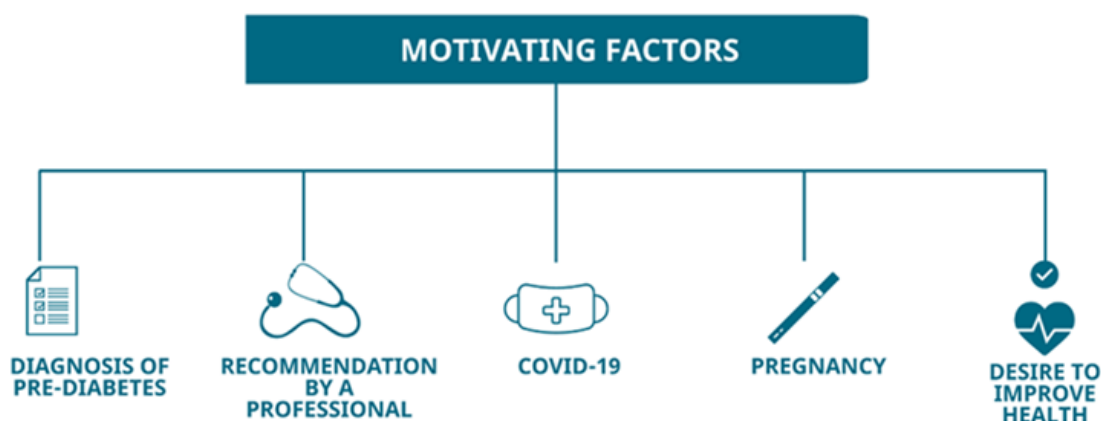 MOTIVATING FACTORS
DIAGNOSIS OF
PRE-DIABETES
RECOMMENDATION
BY A
PROFESSIONAL
COVID-19
PREGNANCY
DESIRE TO
IMPROVE
HEALTH